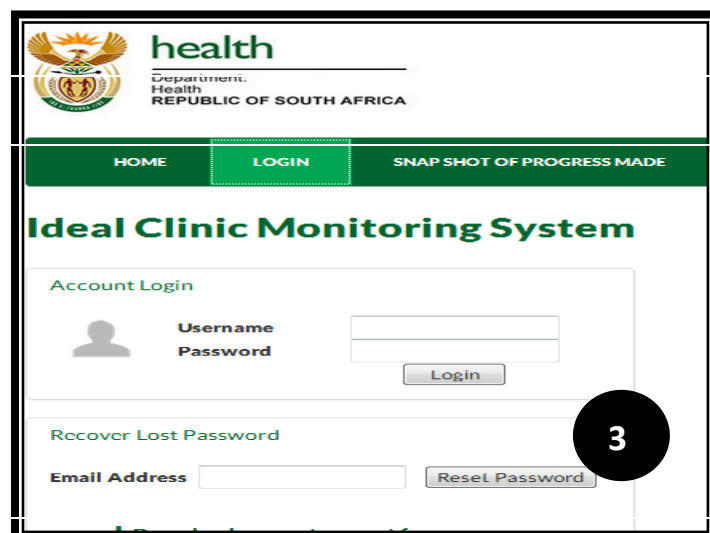 health
Department:
Health
REPUBLIC OF SOUTH AFRICA
HOME LOGIN SNAP SHOT OF PROGRESS MADE
Ideal Clinic Monitoring System
Account Login
Username
Password
Login
Recover Lost Password
3
Email Address Reset Password